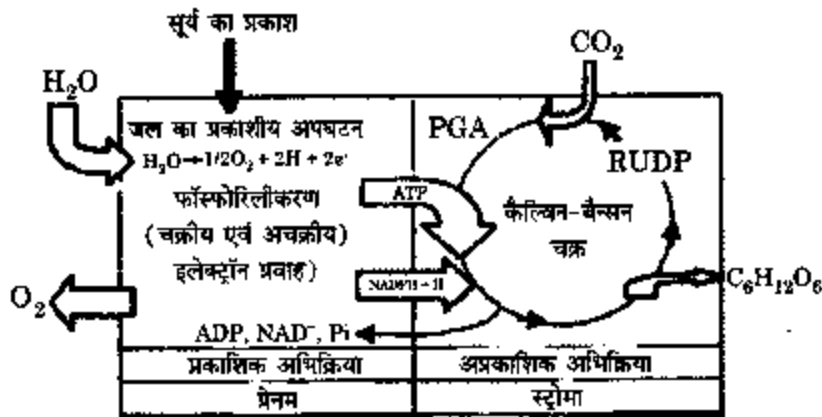 सूर्य का प्रकाश
CO₂
H₂O
जल का प्रकाशीय अपघटन
PGA
H₂O→1/2O₂ + 2H + 2e⁻
RUDP
फॉस्फोरिलीकरण
ATP
कैल्विन-बैन्सन
(चक्रीय एवं अचक्रीय)
चक्र
इलेक्ट्रॉन प्रवाह)
NADPH + H
C₆H₁₂O₆
O₂
ADP, NAD⁻, Pi
प्रकाशिक अभिक्रिया
अप्रकाशिक अभिक्रिया
ग्रेनम
स्ट्रोमा